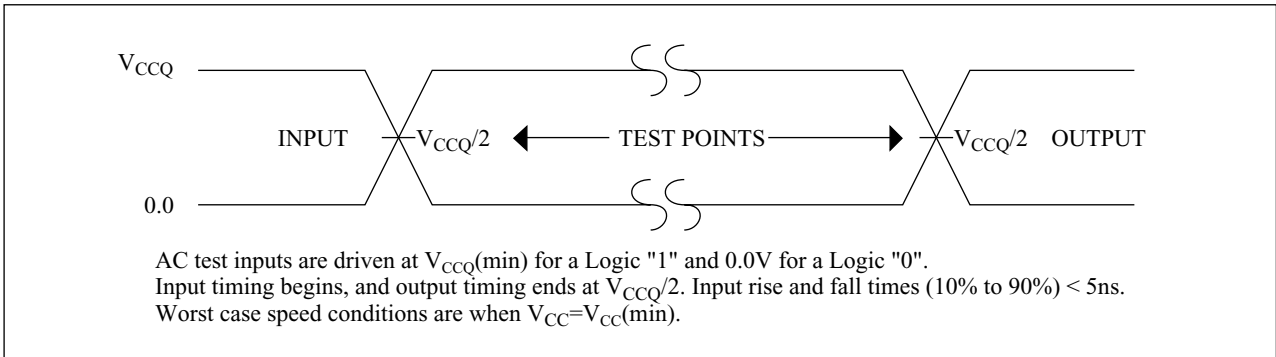 VCCQ
INPUT VCCQ/2 TEST POINTS VCCQ/2 OUTPUT
0.0
AC test inputs are driven at VCCQ(min) for a Logic "1" and 0.0V for a Logic "0".
Input timing begins, and output timing ends at VCCQ/2. Input rise and fall times (10% to 90%) < 5ns.
Worst case speed conditions are when VCC=VCC(min).